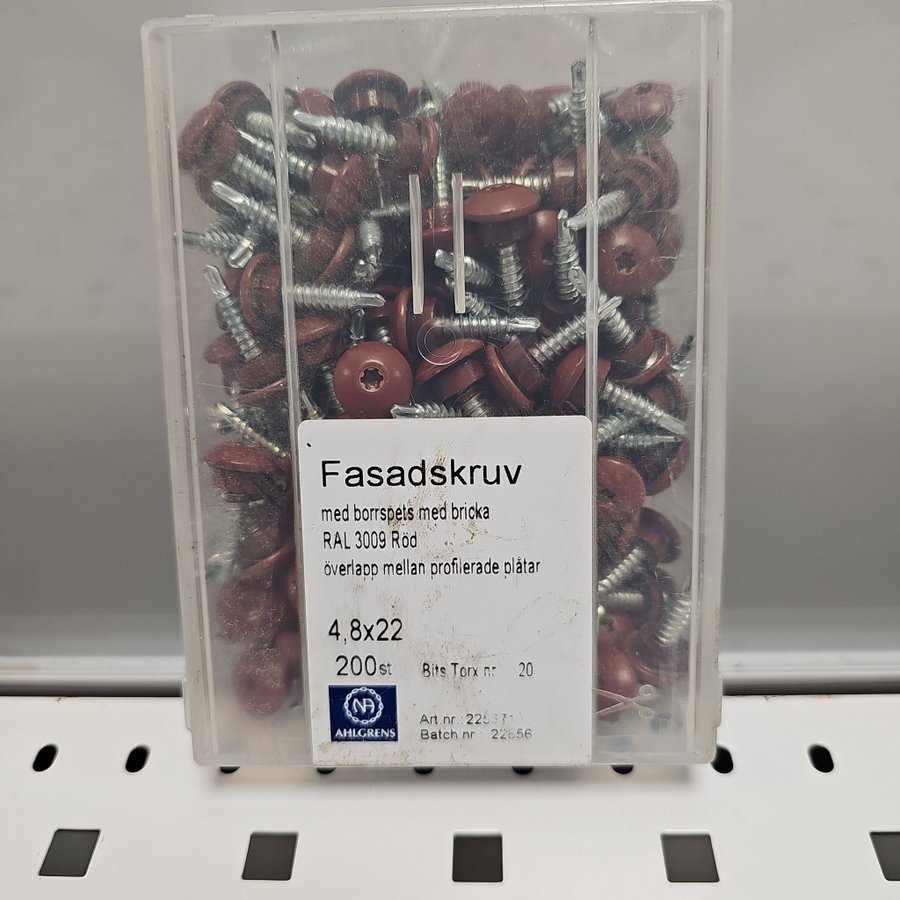 Fasadskruv
med borrspets med bricka
RAL 3009 Röd
överlapp mellan profilerade plåtar
4,8x22
200st Bits Torx nr 20
NA
AHLGRENS
Art.nr.:
Batch nr